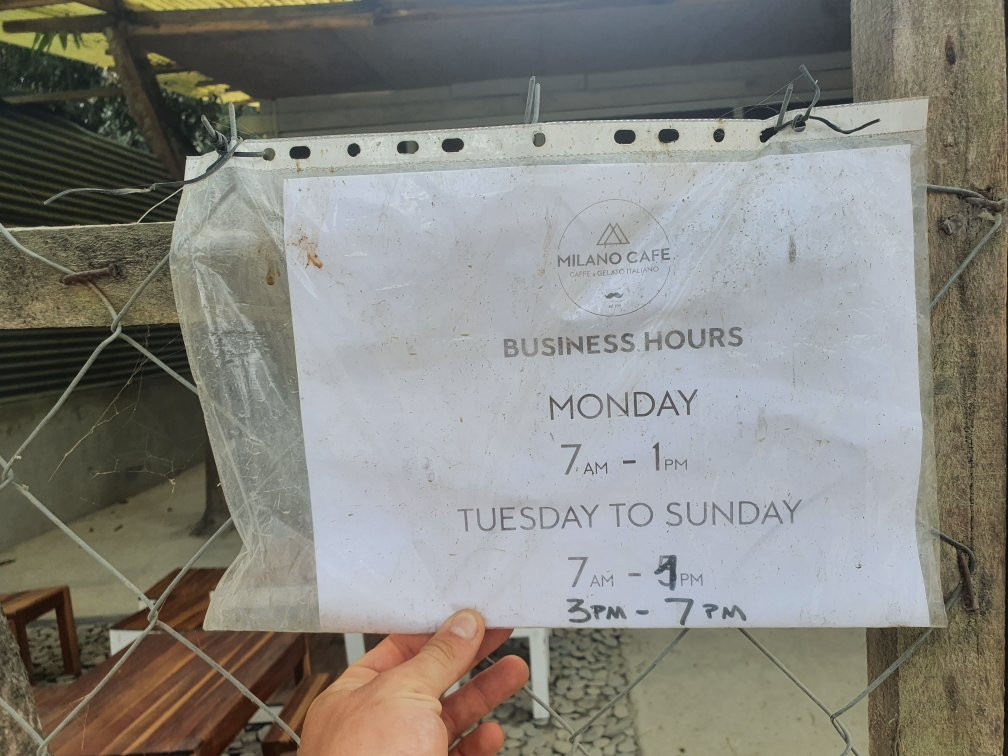 MILANO CAFE
CAFFÈ & GELATO ITALIANO
BUSINESS HOURS
MONDAY
7AM - 1PM
TUESDAY TO SUNDAY
7AM - 1PM
3PM - 7PM